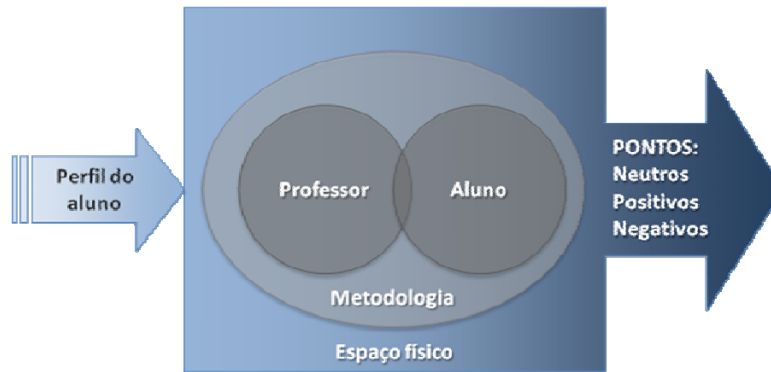 Perfil do
aluno
Professor
Aluno
Metodologia
Espaço físico
PONTOS:
Neutros
Positivos
Negativos